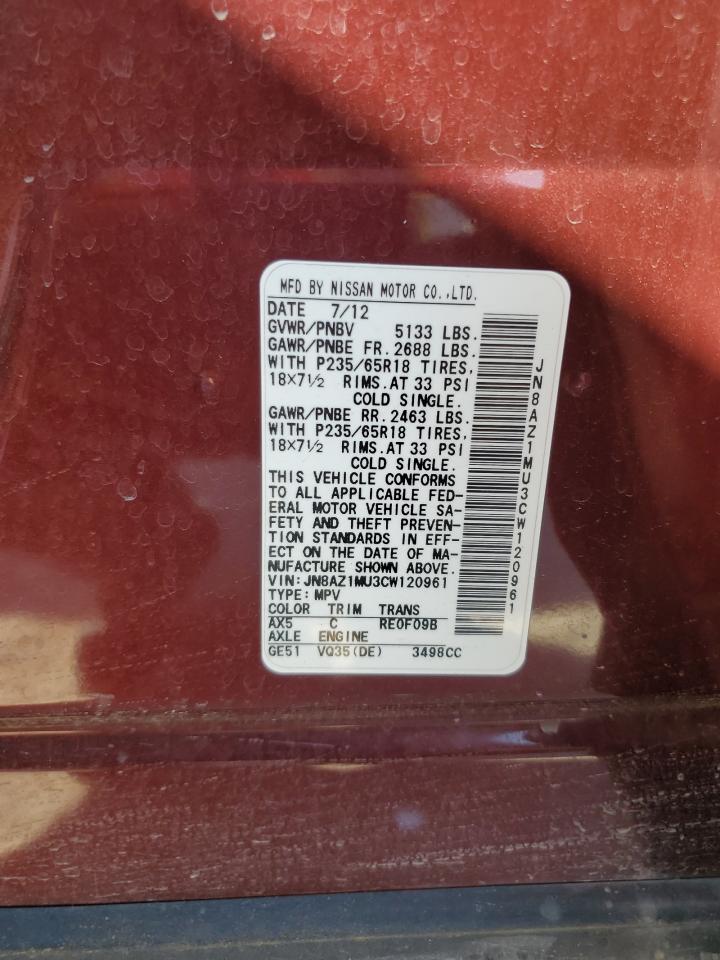 MFD BY NISSAN MOTOR CO.,LTD.
DATE 7/12
GVWR/PNBV 5133 LBS.
GAWR/PNBE FR.2688 LBS.
WITH P235/65R18 TIRES,
18×7½ RIMS.AT 33 PSI
COLD SINGLE.
GAWR/PNBE RR.2463 LBS.
WITH P235/65R18 TIRES,
18×7½ RIMS.AT 33 PSI
COLD SINGLE.
THIS VEHICLE CONFORMS
TO ALL APPLICABLE FED-
ERAL MOTOR VEHICLE SA-
FETY AND THEFT PREVEN-
TION STANDARDS IN EFF-
ECT ON THE DATE OF MA-
NUFACTURE SHOWN ABOVE.
VIN:JN8AZ1MU3CW120961
TYPE:MPV
COLOR TRIM TRANS
AX5 C RE0F09B
AXLE ENGINE
GE51 VQ35(DE) 3498CC
JN8AZ1MU3CW120961